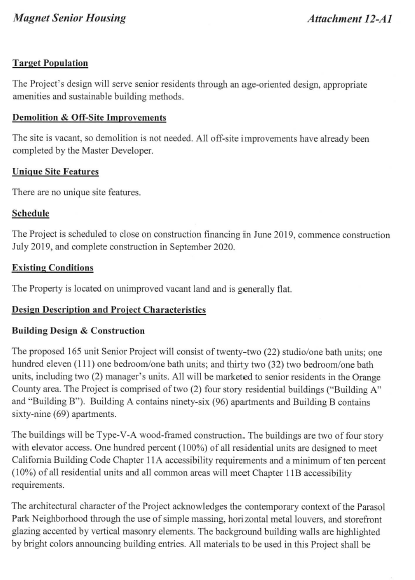 Magnet Senior Housing Attachment 12-A1
Target Population
The Project's design will serve senior residents through an age-oriented design, appropriate
amenities and sustainable building methods.
Demolition & Off-Site Improvements
The site is vacant, so demolition is not needed. All off-site improvements have already been
completed by the Master Developer.
Unique Site Features
There are no unique site features.
Schedule
The Project is scheduled to close on construction financing in June 2019, commence construction
July 2019, and complete construction in September 2020.
Existing Conditions
The Property is located on unimproved vacant land and is generally flat.
Design Description and Project Characteristics
Building Design & Construction
The proposed 165 unit Senior Project will consist of twenty-two (22) studio/one bath units; one
hundred eleven (111) one bedroom/one bath units; and thirty two (32) two bedroom/one bath
units, including two (2) manager's units. All will be marketed to senior residents in the Orange
County area. The Project is comprised of two (2) four story residential buildings ("Building A"
and "Building B"). Building A contains ninety-six (96) apartments and Building B contains
sixty-nine (69) apartments.
The buildings will be Type-V-A wood-framed construction. The buildings are two of four story
with elevator access. One hundred percent (100%) of all residential units are designed to meet
California Building Code Chapter 11A accessibility requirements and a minimum of ten percent
(10%) of all residential units and all common areas will meet Chapter 11B accessibility
requirements.
The architectural character of the Project acknowledges the contemporary context of the Parasol
Park Neighborhood through the use of simple massing, horizontal metal louvers, and storefront
glazing accented by vertical masonry elements. The background building walls are highlighted
by bright colors announcing building entries. All materials to be used in this Project shall be